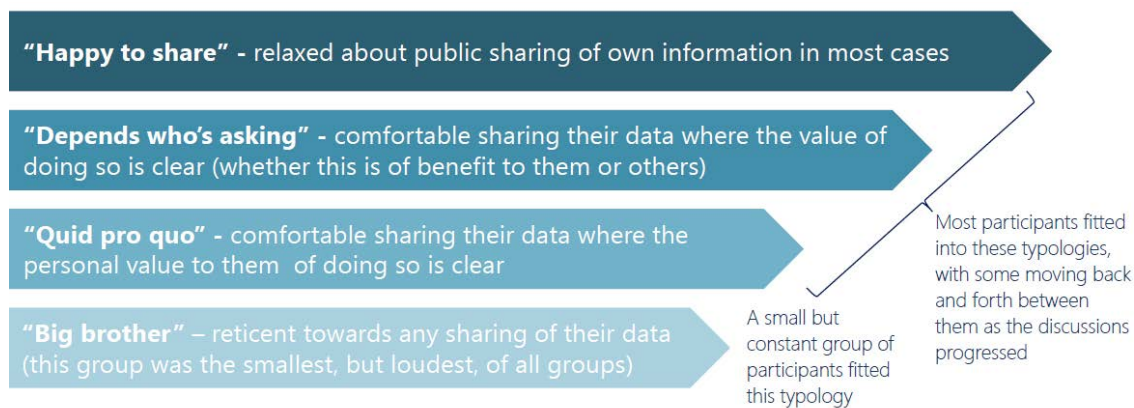 “Happy to share” - relaxed about public sharing of own information in most cases
“Depends who’s asking” - comfortable sharing their data where the value of
doing so is clear (whether this is of benefit to them or others)
“Quid pro quo” - comfortable sharing their data where the
personal value to them of doing so is clear
“Big brother” – reticent towards any sharing of their data
(this group was the smallest, but loudest, of all groups)
A small but
constant group of
participants fitted
this typology
Most participants fitted
into these typologies,
with some moving back
and forth between
them as the discussions
progressed